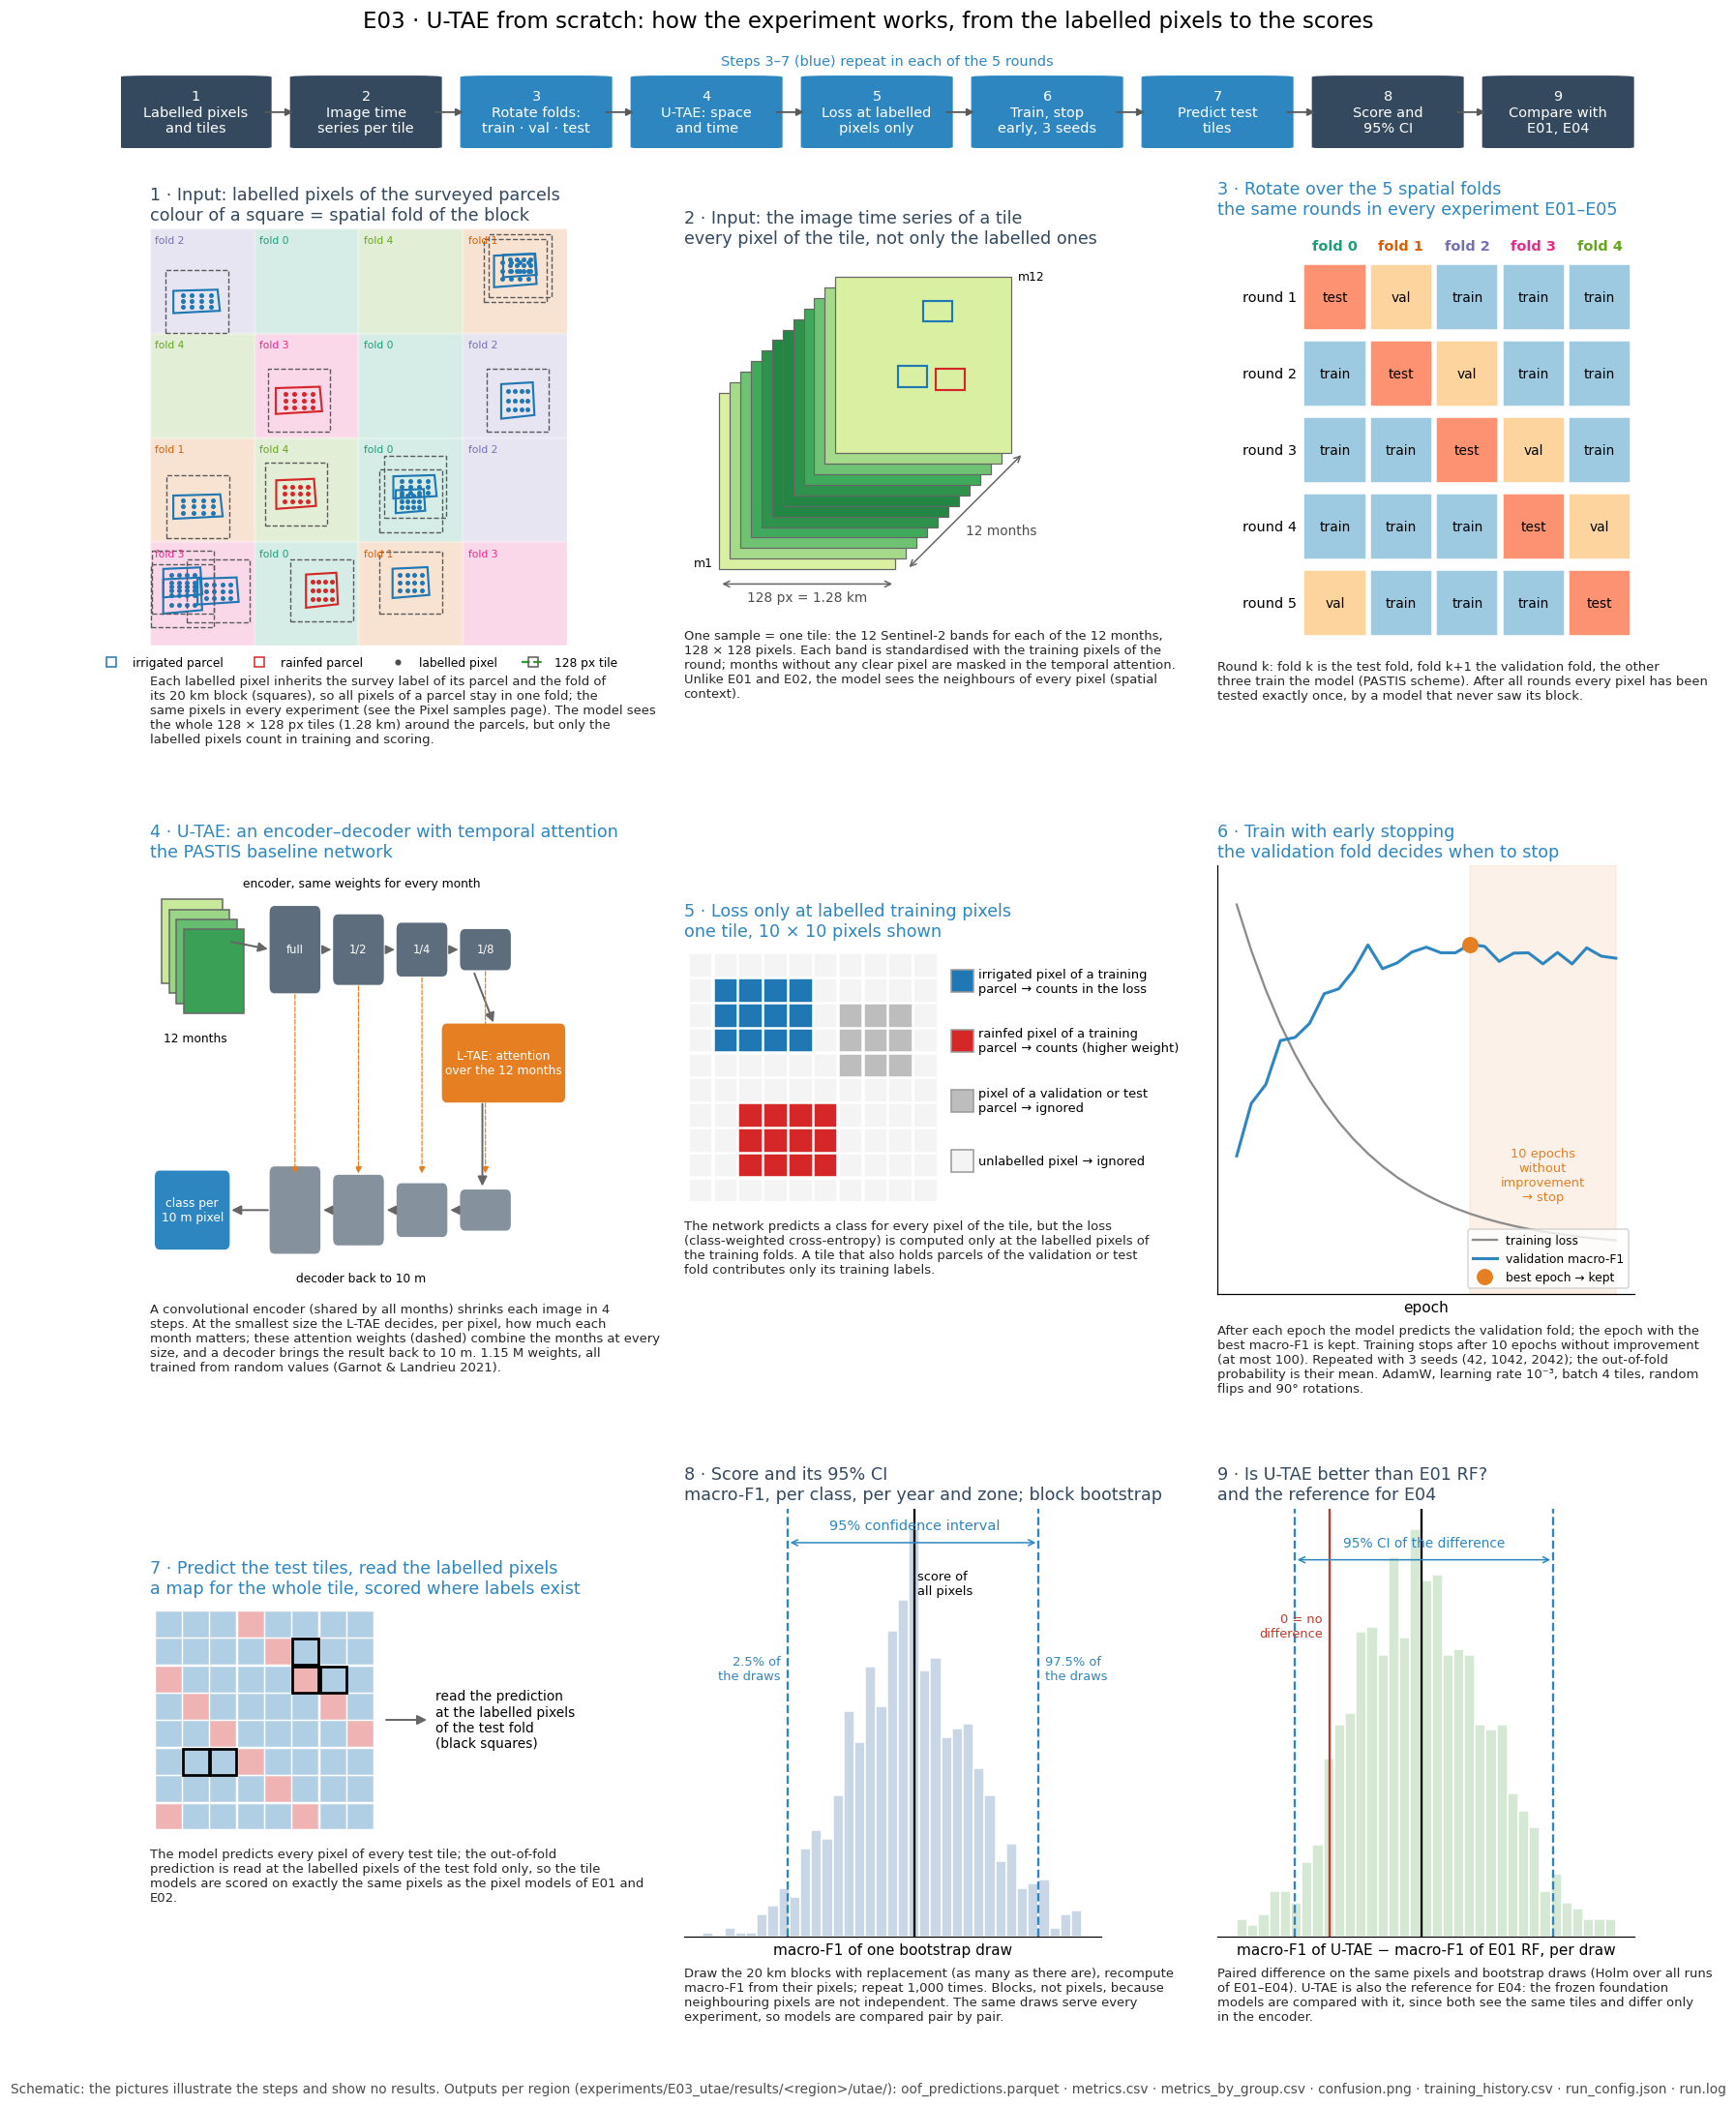 E03 · U-TAE from scratch: how the experiment works, from the labelled pixels to the scores
Steps 3–7 (blue) repeat in each of the 5 rounds
1
Labelled pixels
and tiles
2
Image time
series per tile
3
Rotate folds:
train · val · test
4
U-TAE: space
and time
5
Loss at labelled
pixels only
6
Train, stop
early, 3 seeds
7
Predict test
tiles
8
Score and
95% CI
9
Compare with
E01, E04
1 · Input: labelled pixels of the surveyed parcels
colour of a square = spatial fold of the block
fold 2
fold 0
fold 4
fold 1
fold 4
fold 3
fold 0
fold 2
fold 1
fold 4
fold 0
fold 2
fold 3
fold 0
fold 1
fold 3
irrigated parcel
rainfed parcel
labelled pixel
128 px tile
Each labelled pixel inherits the survey label of its parcel and the fold of
its 20 km block (squares), so all pixels of a parcel stay in one fold; the
same pixels in every experiment (see the Pixel samples page). The model sees
the whole 128 × 128 px tiles (1.28 km) around the parcels, but only the
labelled pixels count in training and scoring.
2 · Input: the image time series of a tile
every pixel of the tile, not only the labelled ones
m12
m1
12 months
128 px = 1.28 km
One sample = one tile: the 12 Sentinel-2 bands for each of the 12 months,
128 × 128 pixels. Each band is standardised with the training pixels of the
round; months without any clear pixel are masked in the temporal attention.
Unlike E01 and E02, the model sees the neighbours of every pixel (spatial
context).
3 · Rotate over the 5 spatial folds
the same rounds in every experiment E01–E05
fold 0 fold 1 fold 2 fold 3 fold 4
round 1 test val train train train
round 2 train test val train train
round 3 train train test val train
round 4 train train train test val
round 5 val train train train test
Round k: fold k is the test fold, fold k+1 the validation fold, the other
three train the model (PASTIS scheme). After all rounds every pixel has been
tested exactly once, by a model that never saw its block.
4 · U-TAE: an encoder–decoder with temporal attention
the PASTIS baseline network
encoder, same weights for every month
full
1/2
1/4
1/8
12 months
L-TAE: attention
over the 12 months
class per
10 m pixel
decoder back to 10 m
A convolutional encoder (shared by all months) shrinks each image in 4
steps. At the smallest size the L-TAE decides, per pixel, how much each
month matters; these attention weights (dashed) combine the months at every
size, and a decoder brings the result back to 10 m. 1.15 M weights, all
trained from random values (Garnot & Landrieu 2021).
5 · Loss only at labelled training pixels
one tile, 10 × 10 pixels shown
irrigated pixel of a training
parcel → counts in the loss
rainfed pixel of a training
parcel → counts (higher weight)
pixel of a validation or test
parcel → ignored
unlabelled pixel → ignored
The network predicts a class for every pixel of the tile, but the loss
(class-weighted cross-entropy) is computed only at the labelled pixels of
the training folds. A tile that also holds parcels of the validation or test
fold contributes only its training labels.
6 · Train with early stopping
the validation fold decides when to stop
10 epochs
without
improvement
→ stop
training loss
validation macro-F1
best epoch → kept
epoch
After each epoch the model predicts the validation fold; the epoch with the
best macro-F1 is kept. Training stops after 10 epochs without improvement
(at most 100). Repeated with 3 seeds (42, 1042, 2042); the out-of-fold
probability is their mean. AdamW, learning rate 10⁻³, batch 4 tiles, random
flips and 90° rotations.
7 · Predict the test tiles, read the labelled pixels
a map for the whole tile, scored where labels exist
read the prediction
at the labelled pixels
of the test fold
(black squares)
The model predicts every pixel of every test tile; the out-of-fold
prediction is read at the labelled pixels of the test fold only, so the tile
models are scored on exactly the same pixels as the pixel models of E01 and
E02.
8 · Score and its 95% CI
macro-F1, per class, per year and zone; block bootstrap
95% confidence interval
score of
all pixels
2.5% of
the draws
97.5% of
the draws
macro-F1 of one bootstrap draw
Draw the 20 km blocks with replacement (as many as there are), recompute
macro-F1 from their pixels; repeat 1,000 times. Blocks, not pixels, because
neighbouring pixels are not independent. The same draws serve every
experiment, so models are compared pair by pair.
9 · Is U-TAE better than E01 RF?
and the reference for E04
95% CI of the difference
0 = no
difference
macro-F1 of U-TAE − macro-F1 of E01 RF, per draw
Paired difference on the same pixels and bootstrap draws (Holm over all runs
of E01–E04). U-TAE is also the reference for E04: the frozen foundation
models are compared with it, since both see the same tiles and differ only
in the encoder.
Schematic: the pictures illustrate the steps and show no results. Outputs per region (experiments/E03_utae/results/<region>/utae/): oof_predictions.parquet · metrics.csv · metrics_by_group.csv · confusion.png · training_history.csv · run_config.json · run.log